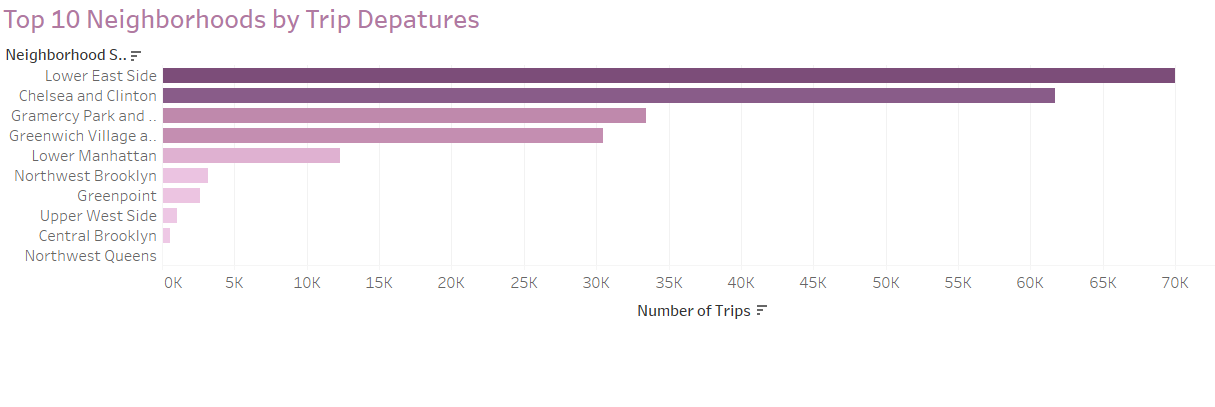 Top 10 Neighborhoods by Trip Depatures
Neighborhood S..
Lower East Side
Chelsea and Clinton
Gramercy Park and ..
Greenwich Village a..
Lower Manhattan
Northwest Brooklyn
Greenpoint
Upper West Side
Central Brooklyn
Northwest Queens
0K 5K 10K 15K 20K 25K 30K 35K 40K 45K 50K 55K 60K 65K 70K
Number of Trips